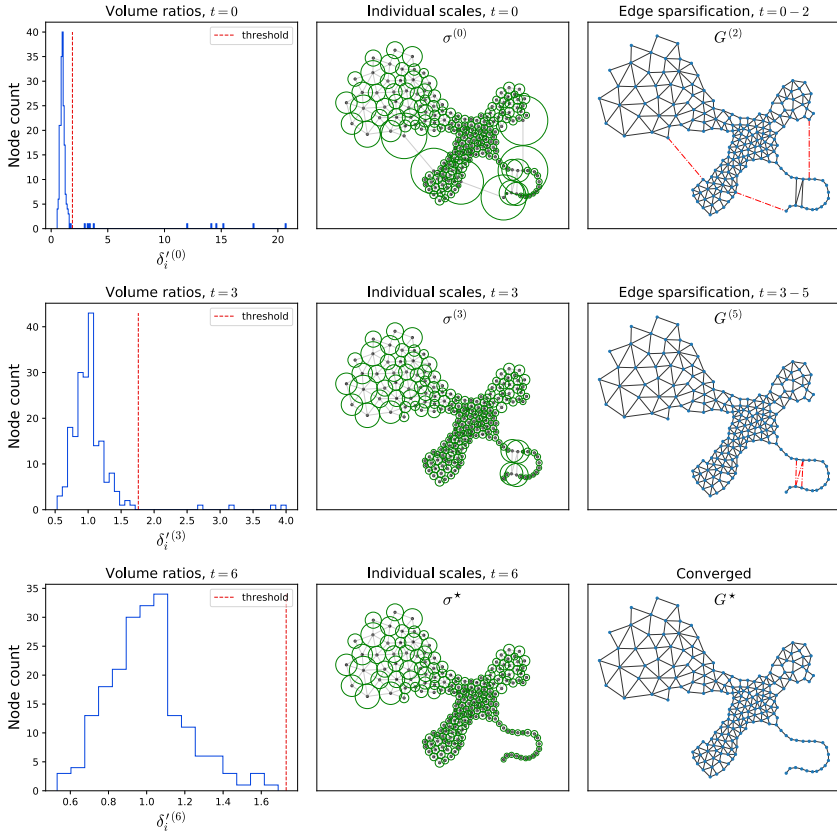 Volume ratios, t = 0
Individual scales, t = 0
Edge sparsification, t = 0 − 2
40
35
30
25
20
15
10
5
0
Node count
threshold
σ(0)
G(2)
0
5
10
15
20
δ′i(0)
Volume ratios, t = 3
Individual scales, t = 3
Edge sparsification, t = 3 − 5
40
30
20
10
0
Node count
threshold
σ(3)
G(5)
0.5
1.0
1.5
2.0
2.5
3.0
3.5
4.0
δ′i(3)
Volume ratios, t = 6
Individual scales, t = 6
Converged
35
30
25
20
15
10
5
0
Node count
threshold
σ★
G★
0.6
0.8
1.0
1.2
1.4
1.6
δ′i(6)